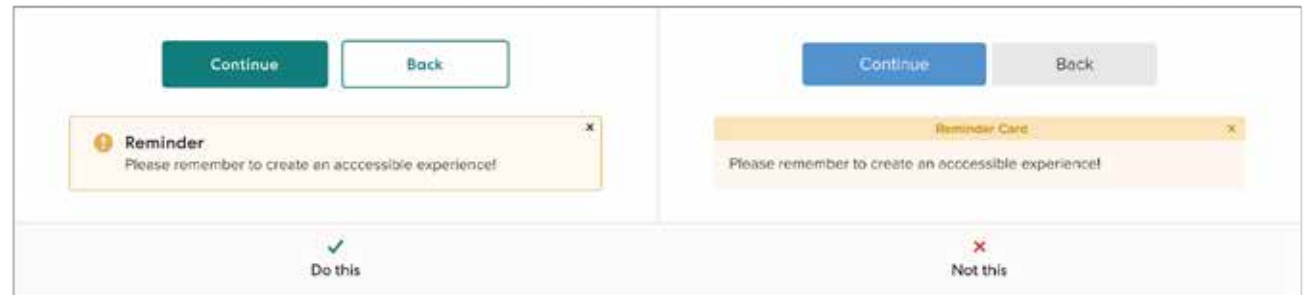 Continue
Back
Reminder
x
Please remember to create an acccessible experience!
Continue
Back
Reminder Card
x
Please remember to create an acccessible experience!
Do this
Not this